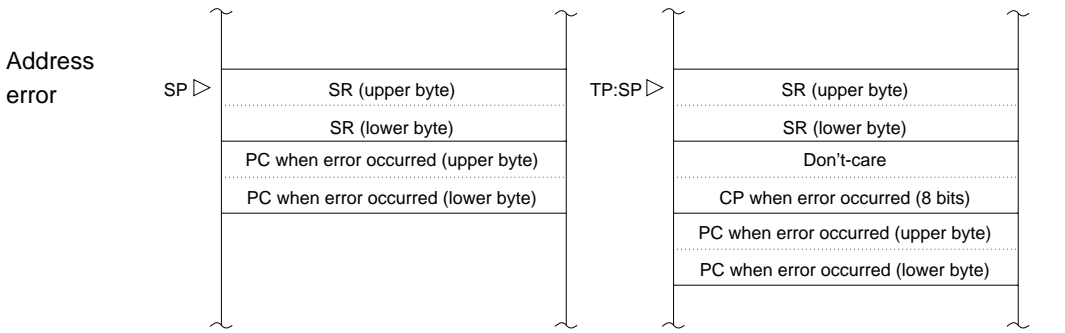 Address
error
SP
SR (upper byte)
SR (lower byte)
PC when error occurred (upper byte)
PC when error occurred (lower byte)
TP:SP
SR (upper byte)
SR (lower byte)
Don't-care
CP when error occurred (8 bits)
PC when error occurred (upper byte)
PC when error occurred (lower byte)